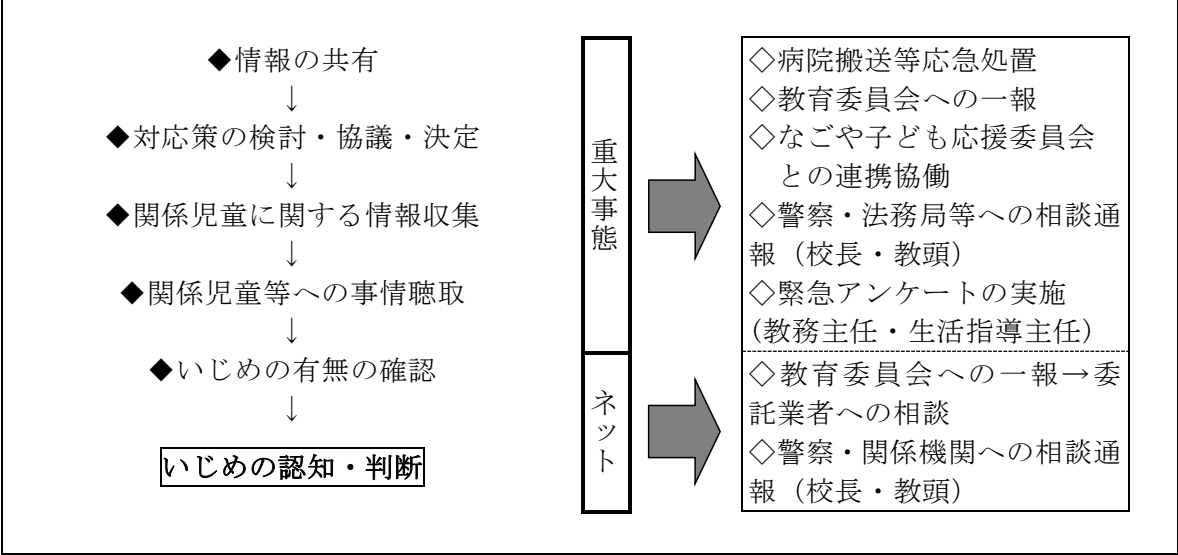 ◆情報の共有
↓
◆対応策の検討・協議・決定
↓
◆関係児童に関する情報収集
↓
◆関係児童等への事情聴取
↓
◆いじめの有無の確認
↓
いじめの認知・判断
重大事態
◇病院搬送等応急処置
◇教育委員会への一報
◇なごや子ども応援委員会
との連携協働
◇警察・法務局等への相談通
報（校長・教頭）
◇緊急アンケートの実施
（教務主任・生活指導主任）
ネット
◇教育委員会への一報→委
託業者への相談
◇警察・関係機関への相談通
報（校長・教頭）